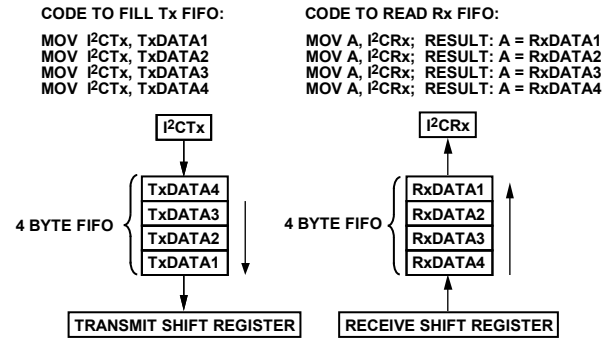 CODE TO FILL Tx FIFO:
MOV I²CTx, TxDATA1
MOV I²CTx, TxDATA2
MOV I²CTx, TxDATA3
MOV I²CTx, TxDATA4
I²CTx
4 BYTE FIFO
TxDATA4
TxDATA3
TxDATA2
TxDATA1
TRANSMIT SHIFT REGISTER
CODE TO READ Rx FIFO:
MOV A, I²CRx; RESULT: A = RxDATA1
MOV A, I²CRx; RESULT: A = RxDATA2
MOV A, I²CRx; RESULT: A = RxDATA3
MOV A, I²CRx; RESULT: A = RxDATA4
I²CRx
4 BYTE FIFO
RxDATA1
RxDATA2
RxDATA3
RxDATA4
RECEIVE SHIFT REGISTER